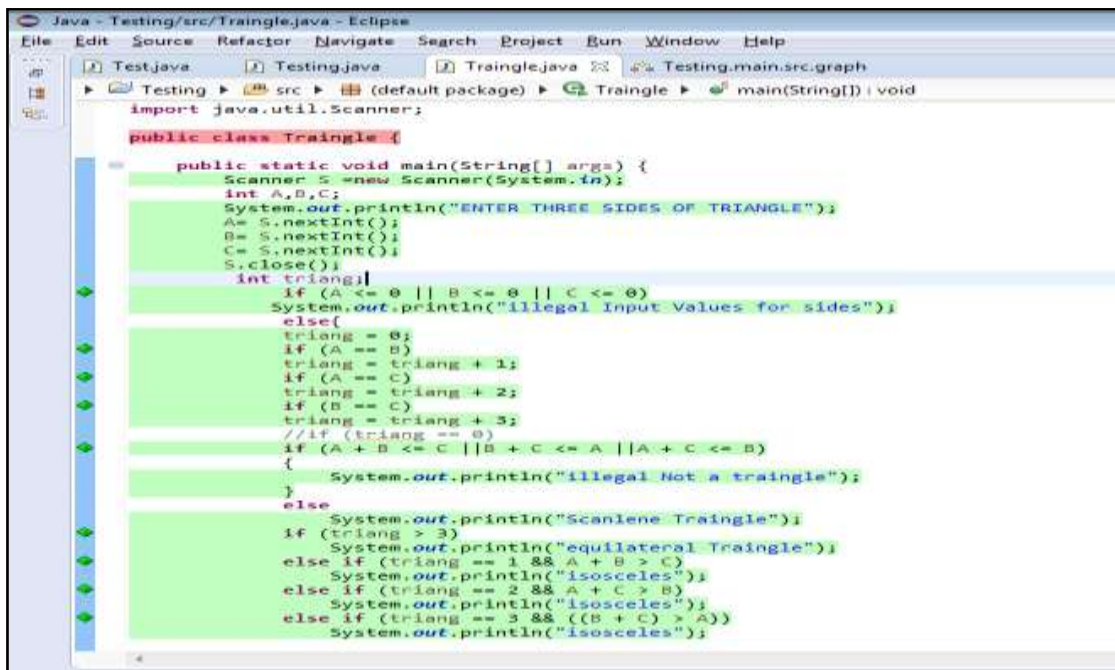 Java - Testing/src/Traingle.java - Eclipse
File Edit Source Refactor Navigate Search Project Run Window Help
Test.java Testing.java Traingle.java Testing.main.src.graph
Testing src (default package) Traingle main(String[]) : void
import java.util.Scanner;
public class Traingle {
public static void main(String[] args) {
Scanner S =new Scanner(System.in);
int A,B,C;
System.out.println("ENTER THREE SIDES OF TRIANGLE");
A= S.nextInt();
B= S.nextInt();
C= S.nextInt();
S.close();
int triang;
if (A <= 0 || B <= 0 || C <= 0)
System.out.println("illegal Input Values for sides");
else{
triang = 0;
if (A == B)
triang = triang + 1;
if (A == C)
triang = triang + 2;
if (B == C)
triang = triang + 3;
//if (triang == 0)
if (A + B <= C ||B + C <= A ||A + C <= B)
{
System.out.println("illegal Not a traingle");
}
else
System.out.println("Scanlene Traingle");
if (triang > 3)
System.out.println("equilateral Traingle");
else if (triang == 1 && A + B > C)
System.out.println("isosceles");
else if (triang == 2 && A + C > B)
System.out.println("isosceles");
else if (triang == 3 && ((B + C) > A))
System.out.println("isosceles");